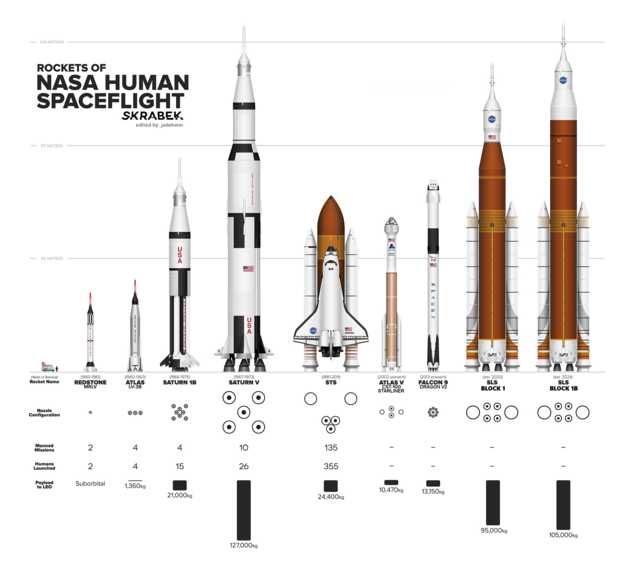 ROCKETS OF
NASA HUMAN
SPACEFLIGHT
SKRABEK
USA
USA
Rocket Name
REDSTONE
MRLV
ATLAS
LV-3B
SATURN 1B
SATURN V
STS
ATLAS V
CST-100
STARLINER
FALCON 9
DRAGON V2
SLS
BLOCK 1
SLS
BLOCK 1B
Nozzle
Configuration
Manned
Missions
2
4
4
10
135
–
–
–
–
Humans
Launched
2
4
15
26
355
–
–
–
–
Payload
to LEO
Suborbital
1,360kg
21,000kg
127,000kg
24,400kg
10,470kg
13,150kg
95,000kg
105,000kg